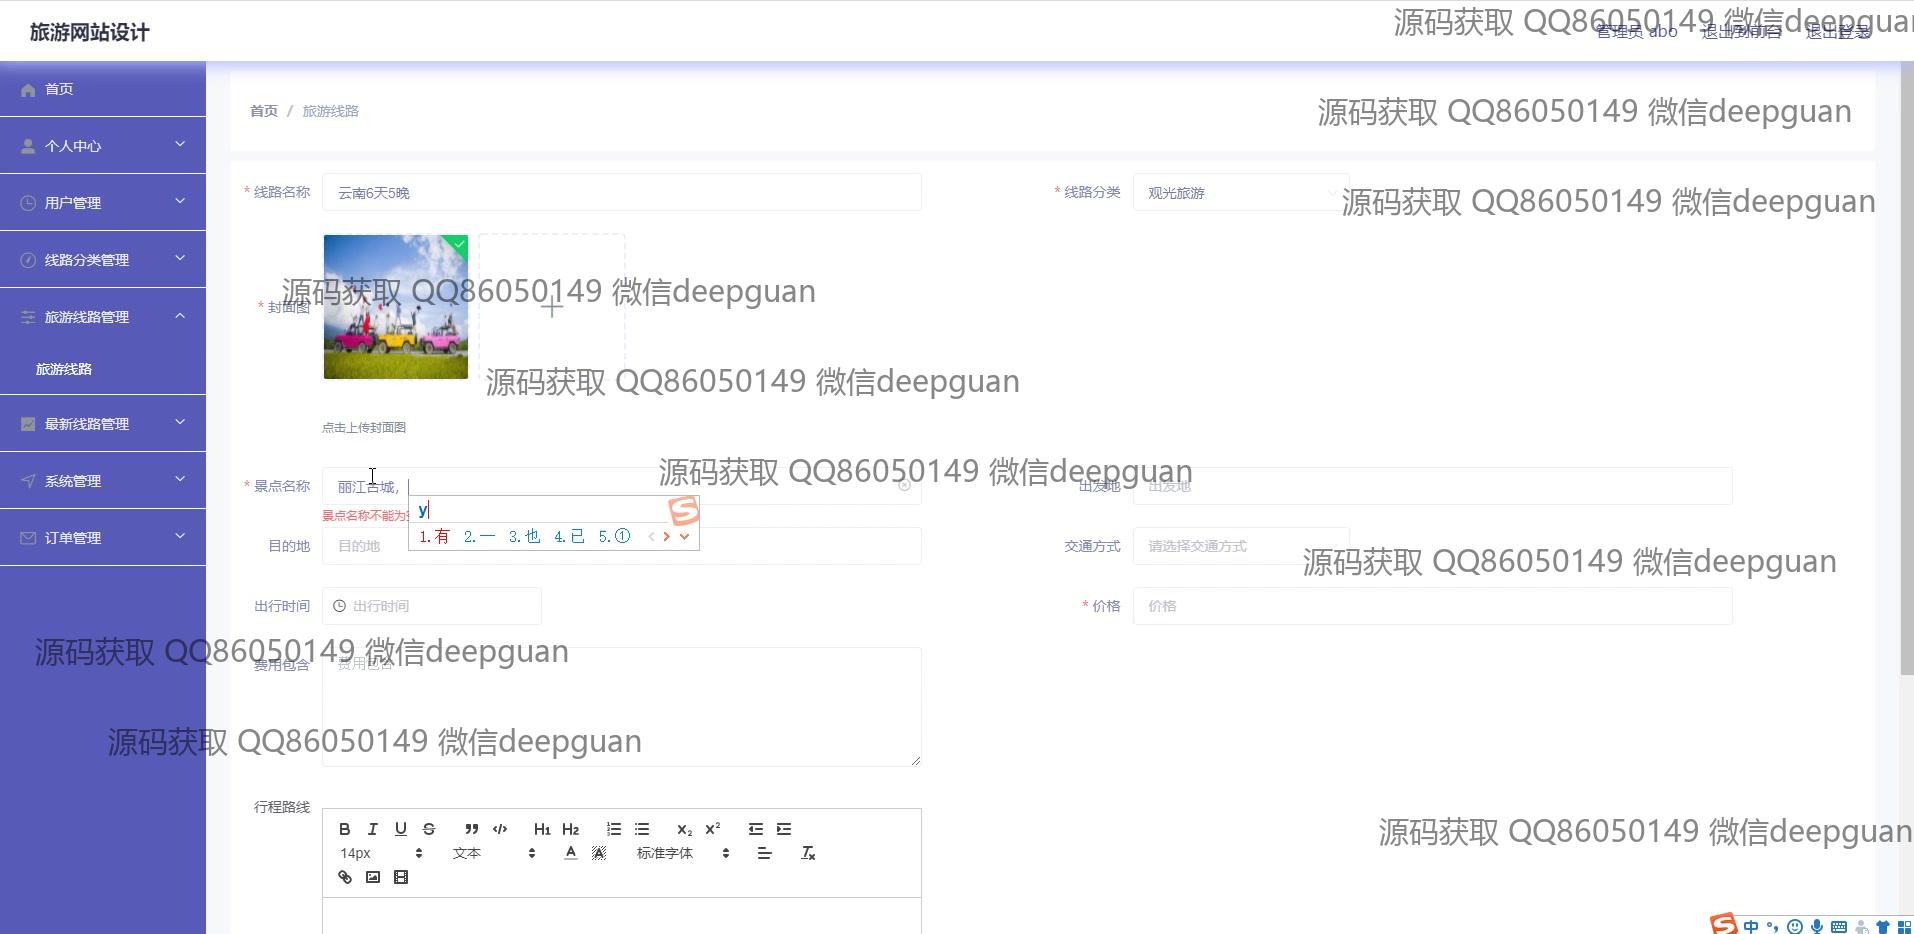 旅游网站设计
源码获取 QQ86050149 微信deepguan
管理员 abo 退出到前台 退出登录
首页
个人中心
用户管理
线路分类管理
旅游线路管理
旅游线路
最新线路管理
系统管理
订单管理
首页 / 旅游线路
源码获取 QQ86050149 微信deepguan
* 线路名称 云南6天5晚
* 线路分类 观光旅游
源码获取 QQ86050149 微信deepguan
源码获取 QQ86050149 微信deepguan
* 封面图
源码获取 QQ86050149 微信deepguan
点击上传封面图
源码获取 QQ86050149 微信deepguan
* 景点名称 丽江古城,
出发地 出发地
景点名称不能为
y
1.有 2.一 3.也 4.已 5.①
目的地 目的地
交通方式 请选择交通方式
源码获取 QQ86050149 微信deepguan
出行时间 出行时间
* 价格 价格
源码获取 QQ86050149 微信deepguan
费用包含 费用包含
源码获取 QQ86050149 微信deepguan
行程路线
B I U S ” </> H1 H2 x2 x2
14px 文本 A A 标准字体 Tx
源码获取 QQ86050149 微信deepguan
S 中